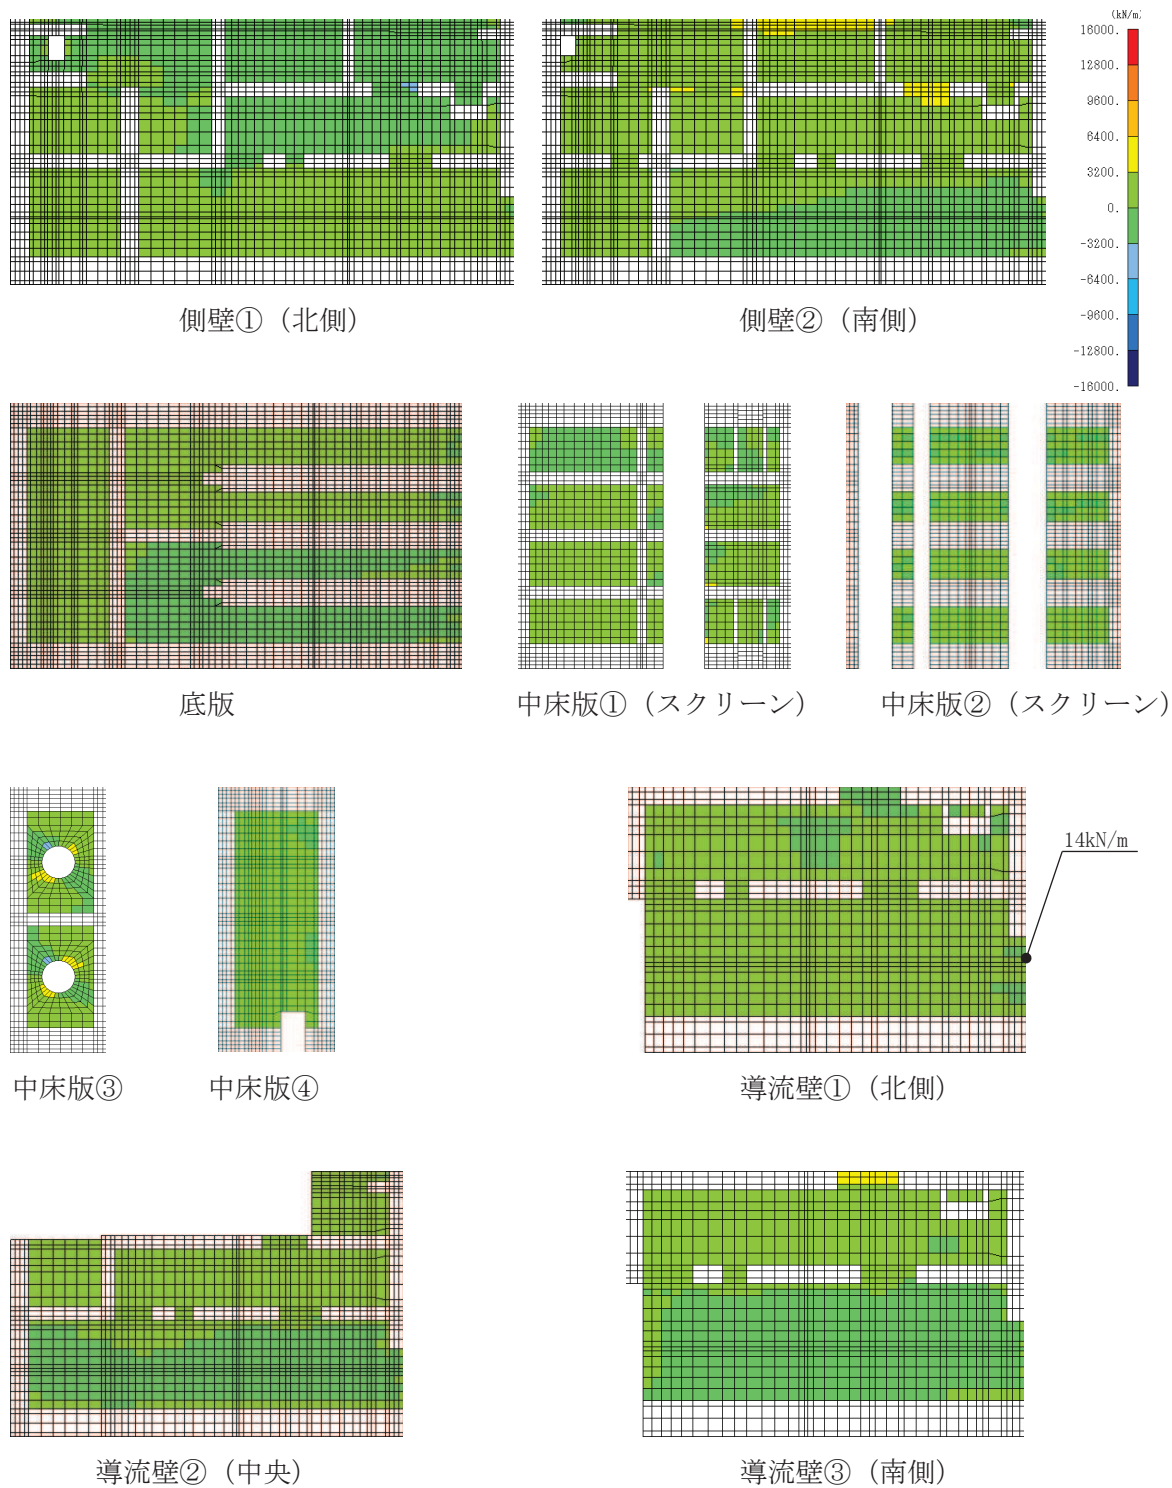 (kN/m)
16000.
12800.
9600.
6400.
3200.
0.
-3200.
-6400.
-9600.
-12800.
-16000.
側壁①（北側）
側壁②（南側）
底版
中床版①（スクリーン）
中床版②（スクリーン）
14kN/m
中床版③
中床版④
導流壁①（北側）
導流壁②（中央）
導流壁③（南側）